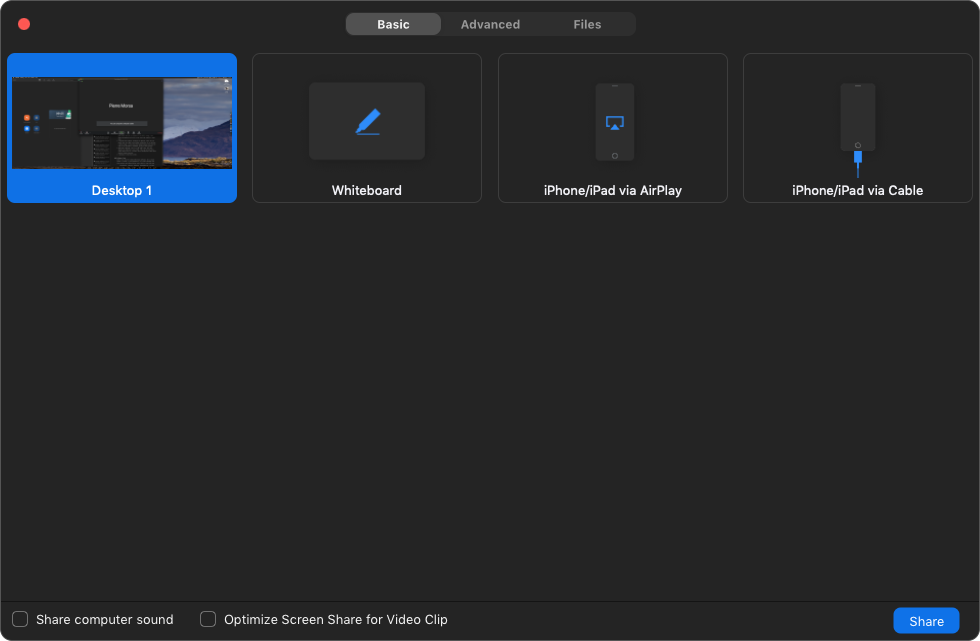 Basic
Advanced
Files
Desktop 1
Whiteboard
iPhone/iPad via AirPlay
iPhone/iPad via Cable
Share computer sound
Optimize Screen Share for Video Clip
Share